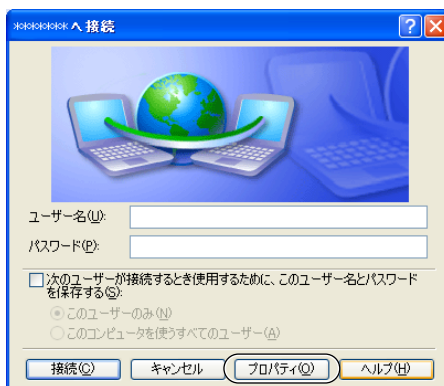 ******** へ接続
ユーザー名(U):
パスワード(P):
次のユーザーが接続するとき使用するために、このユーザー名とパスワード
を保存する(S):
このユーザーのみ(N)
このコンピュータを使うすべてのユーザー(A)
接続(C) キャンセル プロパティ(O) ヘルプ(H)